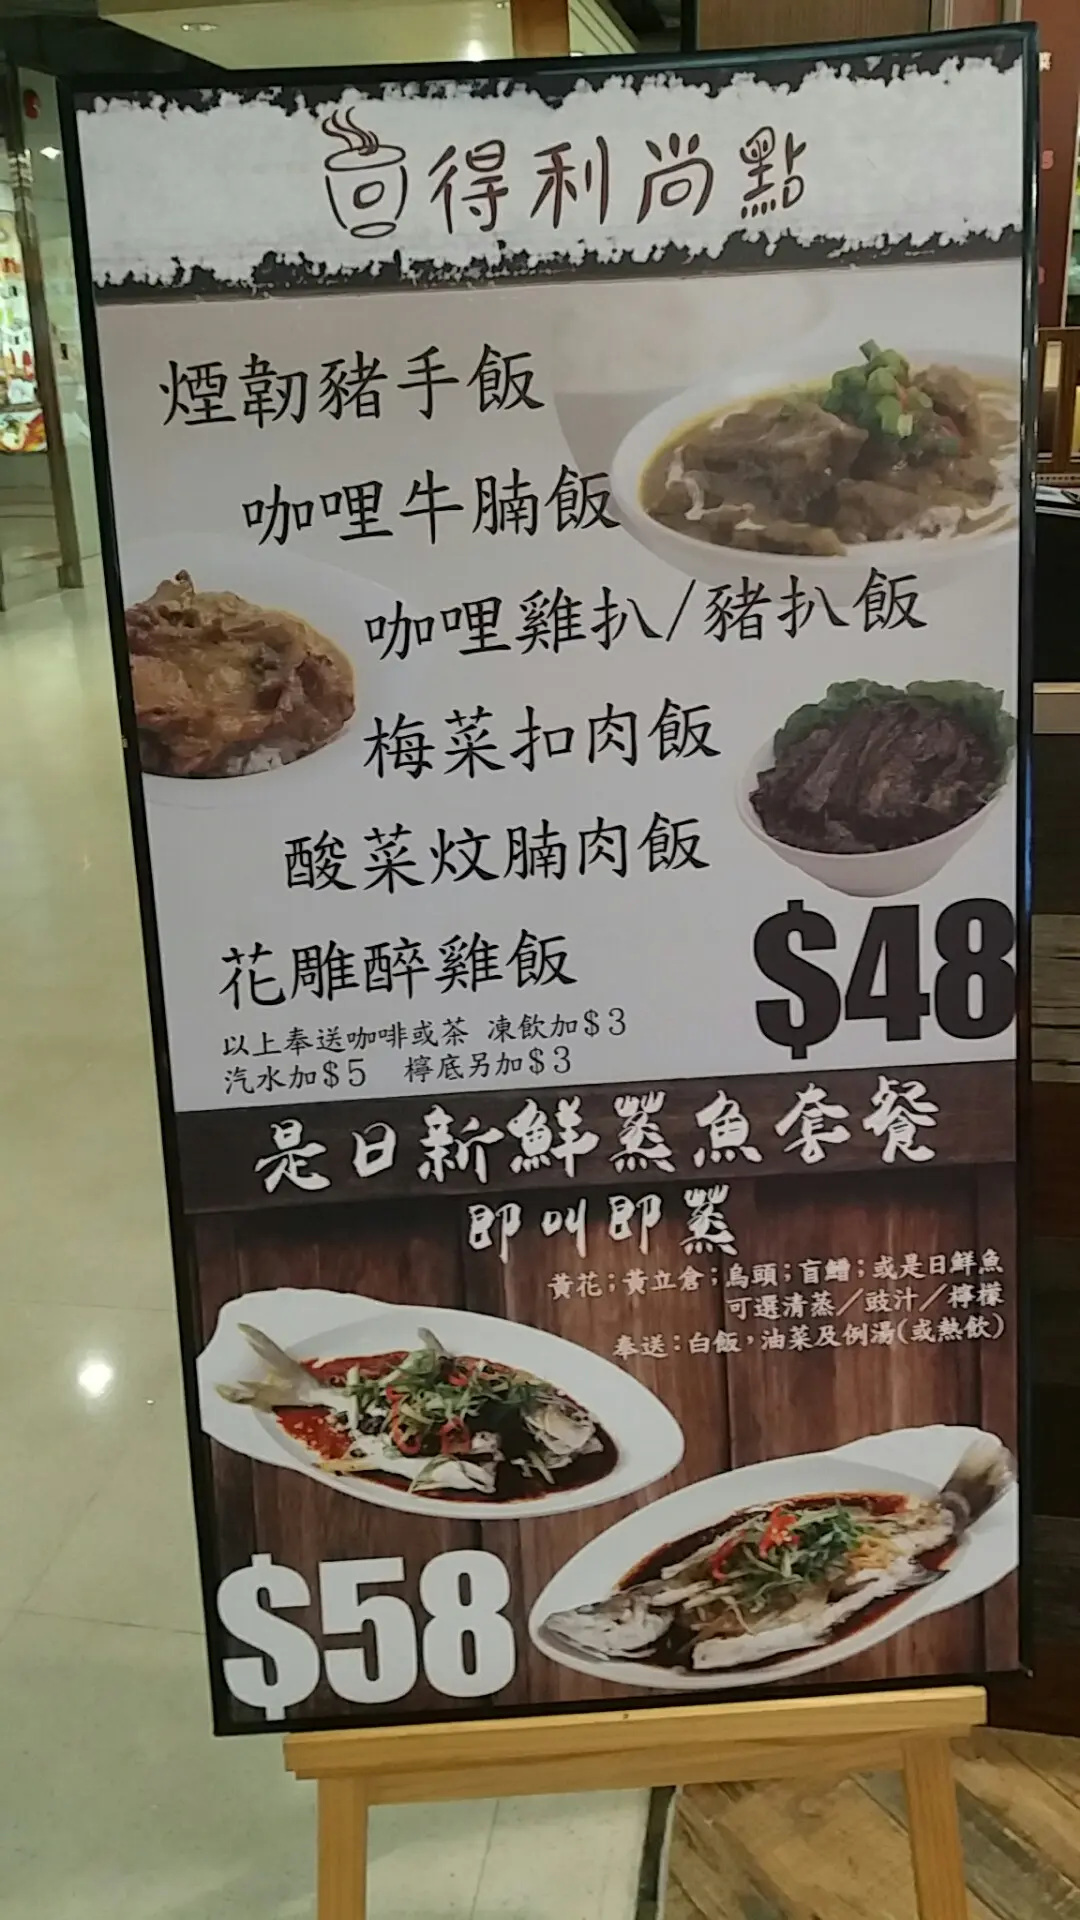 得利尚點
煙韌豬手飯
咖哩牛腩飯
咖哩雞扒/豬扒飯
梅菜扣肉飯
酸菜炆腩肉飯
花雕醉雞飯
$48
以上奉送咖啡或茶 凍飲加$3
汽水加$5 檸底另加$3
是日新鮮蒸魚套餐
即叫即蒸
黃花；黃立倉；烏頭；盲鰽；或是日鮮魚
可選清蒸／豉汁／檸檬
奉送：白飯，油菜及例湯(或熱飲)
$58